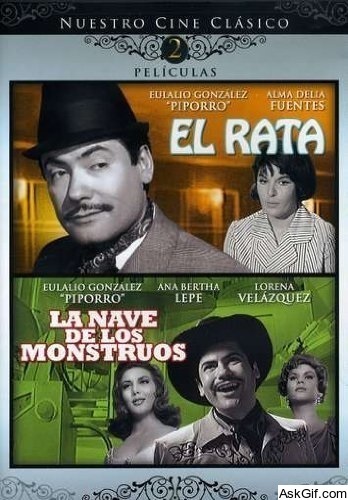 NUESTRO CINE CLÁSICO
2
PELÍCULAS
EULALIO GONZÁLEZ ALMA DELIA
"PIPORRO" FUENTES
EL RATA
EULALIO GONZÁLEZ ANA BERTHA LORENA
"PIPORRO" LEPE VELÁZQUEZ
LA NAVE
DE LOS
MONSTRUOS
AskGif.com